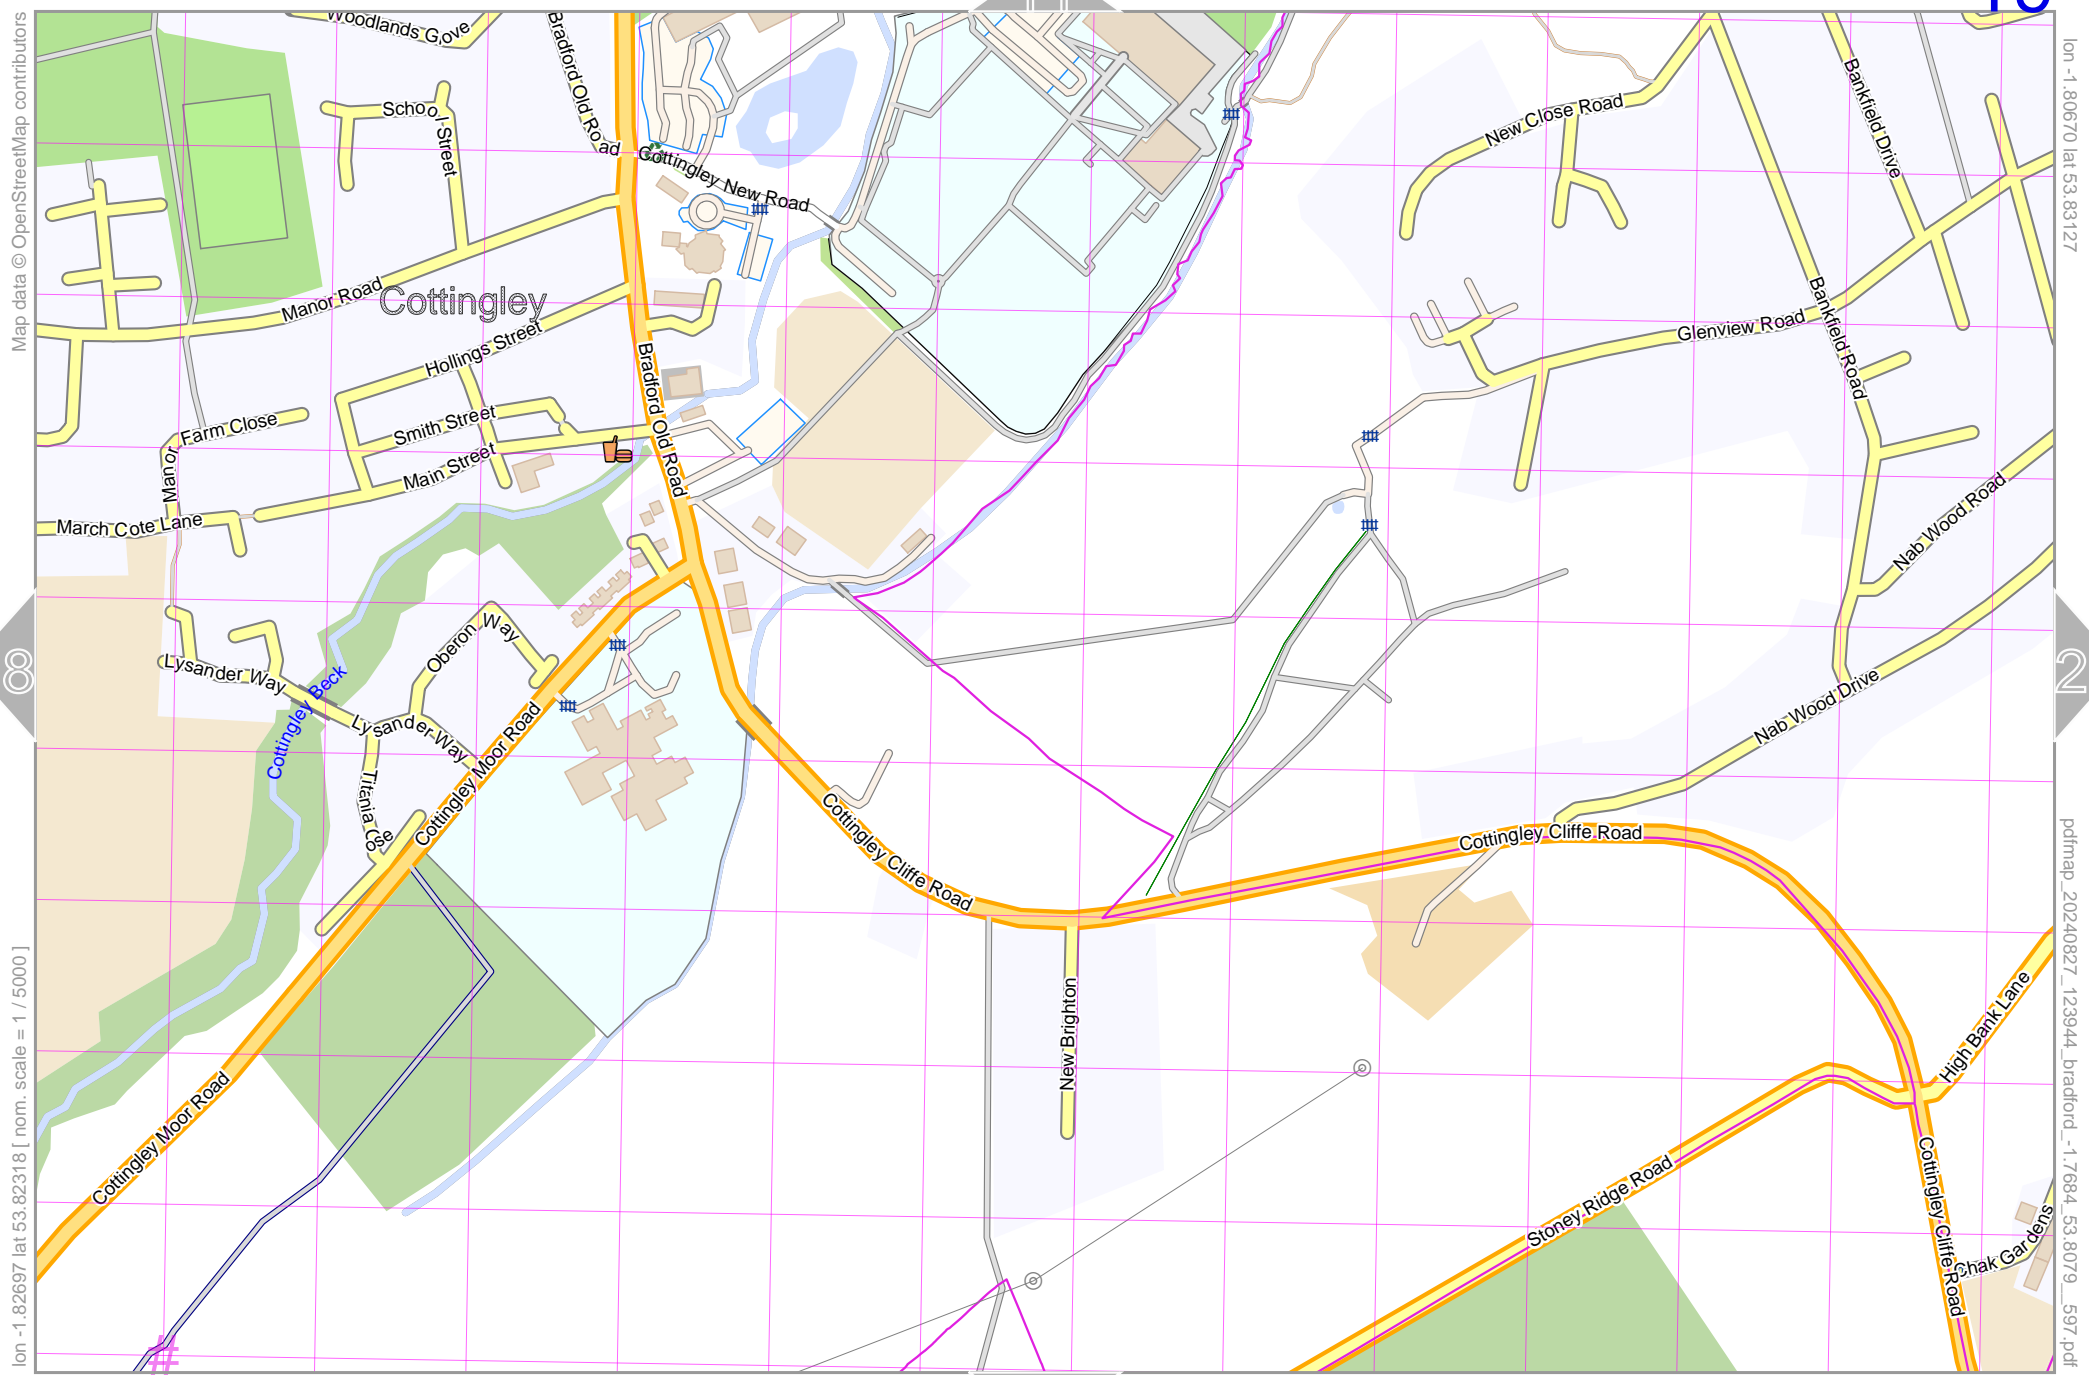 Woodlands Gove
Bradford Old Road
School Street
Cottingley New Road
New Close Road
Bankfield Drive
Manor Road
Cottingley
Hollings Street
Glenview Road
Bankfield Road
Bradford Old Road
Smith Street
Main Street
Farm Close
Manor
March Cote Lane
Nab Wood Road
Oberon Way
Lysander Way
Cottingley Beck
Lysander Way
Titania Close
Cottingley Moor Road
Nab Wood Drive
Cottingley Cliffe Road
Cottingley Cliffe Road
New Brighton
High Bank Lane
Cottingley Moor Road
Stoney Ridge Road
Cottingley Cliffe Road
Chak Gardens
8
2
Map data © OpenStreetMap contributors
lon -1.82697 lat 53.82318 [ nom. scale = 1 / 5000 ]
lon -1.80670 lat 53.83127
pdfmap_20240827_123944_bradford_-1.7684_53.8079__597.pdf